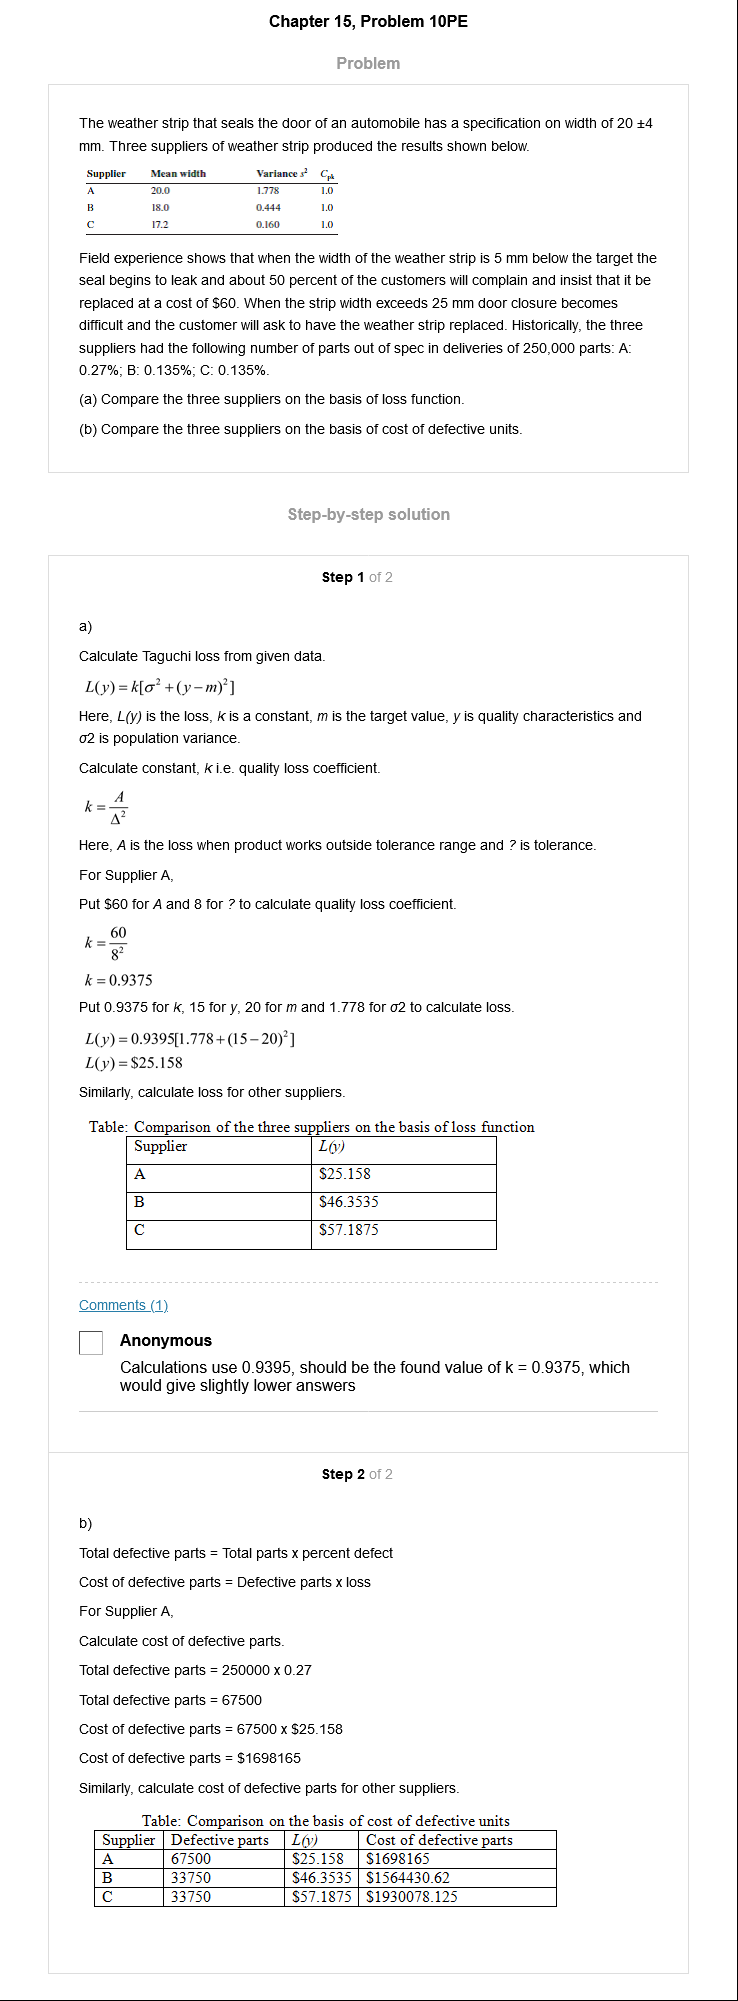 Chapter 15, Problem 10PE
Problem
The weather strip that seals the door of an automobile has a specification on width of 20 ±4
mm. Three suppliers of weather strip produced the results shown below.
Supplier Mean width Variance s² Cpk
A 20.0 1.778 1.0
B 18.0 0.444 1.0
C 17.2 0.160 1.0
Field experience shows that when the width of the weather strip is 5 mm below the target the
seal begins to leak and about 50 percent of the customers will complain and insist that it be
replaced at a cost of $60. When the strip width exceeds 25 mm door closure becomes
difficult and the customer will ask to have the weather strip replaced. Historically, the three
suppliers had the following number of parts out of spec in deliveries of 250,000 parts: A:
0.27%; B: 0.135%; C: 0.135%.
(a) Compare the three suppliers on the basis of loss function.
(b) Compare the three suppliers on the basis of cost of defective units.
Step-by-step solution
Step 1 of 2
a)
Calculate Taguchi loss from given data.
L(y) = k[σ² + (y − m)²]
Here, L(y) is the loss, k is a constant, m is the target value, y is quality characteristics and
σ2 is population variance.
Calculate constant, k i.e. quality loss coefficient.
k = A/Δ²
Here, A is the loss when product works outside tolerance range and ? is tolerance.
For Supplier A,
Put $60 for A and 8 for ? to calculate quality loss coefficient.
k = 60/8²
k = 0.9375
Put 0.9375 for k, 15 for y, 20 for m and 1.778 for σ2 to calculate loss.
L(y) = 0.9395[1.778 + (15 − 20)²]
L(y) = $25.158
Similarly, calculate loss for other suppliers.
Table: Comparison of the three suppliers on the basis of loss function
Supplier L(y)
A $25.158
B $46.3535
C $57.1875
Comments (1)
Anonymous
Calculations use 0.9395, should be the found value of k = 0.9375, which
would give slightly lower answers
Step 2 of 2
b)
Total defective parts = Total parts x percent defect
Cost of defective parts = Defective parts x loss
For Supplier A,
Calculate cost of defective parts.
Total defective parts = 250000 x 0.27
Total defective parts = 67500
Cost of defective parts = 67500 x $25.158
Cost of defective parts = $1698165
Similarly, calculate cost of defective parts for other suppliers.
Table: Comparison on the basis of cost of defective units
Supplier Defective parts L(y) Cost of defective parts
A 67500 $25.158 $1698165
B 33750 $46.3535 $1564430.62
C 33750 $57.1875 $1930078.125